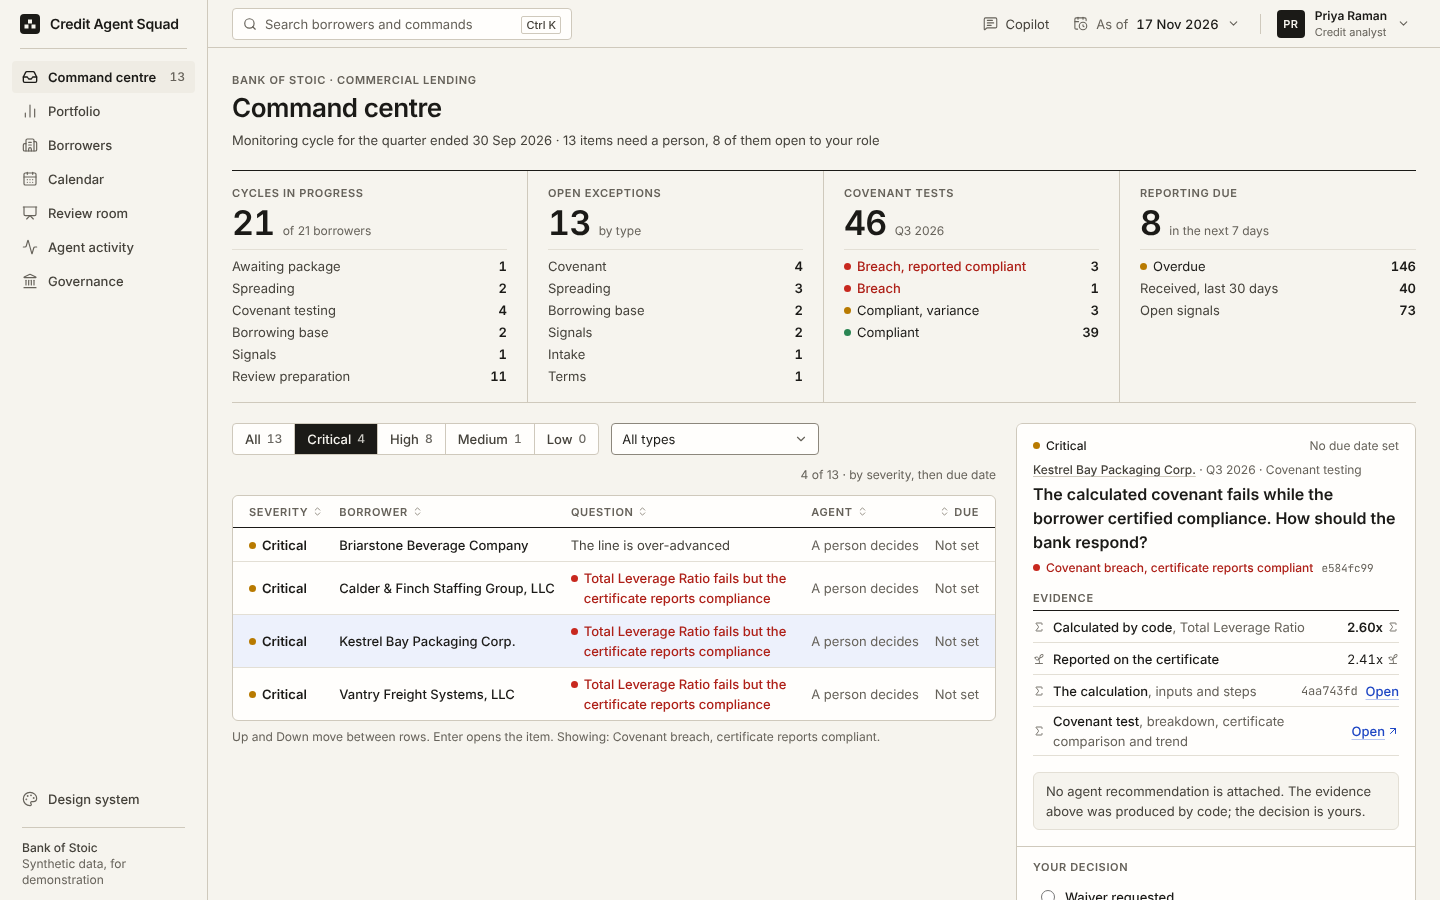 Credit Agent Squad
Search borrowers and commands
Ctrl K
Copilot
As of 17 Nov 2026
PR
Priya Raman
Credit analyst
Command centre 13
Portfolio
Borrowers
Calendar
Review room
Agent activity
Governance
Design system
Bank of Stoic
Synthetic data, for
demonstration
BANK OF STOIC · COMMERCIAL LENDING
Command centre
Monitoring cycle for the quarter ended 30 Sep 2026 · 13 items need a person, 8 of them open to your role
CYCLES IN PROGRESS
21 of 21 borrowers
Awaiting package 1
Spreading 2
Covenant testing 4
Borrowing base 2
Signals 1
Review preparation 11
OPEN EXCEPTIONS
13 by type
Covenant 4
Spreading 3
Borrowing base 2
Signals 2
Intake 1
Terms 1
COVENANT TESTS
46 Q3 2026
Breach, reported compliant 3
Breach 1
Compliant, variance 3
Compliant 39
REPORTING DUE
8 in the next 7 days
Overdue 146
Received, last 30 days 40
Open signals 73
All 13
Critical 4
High 8
Medium 1
Low 0
All types
4 of 13 · by severity, then due date
SEVERITY BORROWER QUESTION AGENT DUE
Critical Briarstone Beverage Company The line is over-advanced A person decides Not set
Critical Calder & Finch Staffing Group, LLC Total Leverage Ratio fails but the
certificate reports compliance A person decides Not set
Critical Kestrel Bay Packaging Corp. Total Leverage Ratio fails but the
certificate reports compliance A person decides Not set
Critical Vantry Freight Systems, LLC Total Leverage Ratio fails but the
certificate reports compliance A person decides Not set
Up and Down move between rows. Enter opens the item. Showing: Covenant breach, certificate reports compliant.
Critical No due date set
Kestrel Bay Packaging Corp. · Q3 2026 · Covenant testing
The calculated covenant fails while the
borrower certified compliance. How should the
bank respond?
Covenant breach, certificate reports compliant e584fc99
EVIDENCE
Σ Calculated by code, Total Leverage Ratio 2.60x Σ
Reported on the certificate 2.41x
Σ The calculation, inputs and steps 4aa743fd Open
Σ Covenant test, breakdown, certificate
comparison and trend Open
No agent recommendation is attached. The evidence
above was produced by code; the decision is yours.
YOUR DECISION
Waiver requested